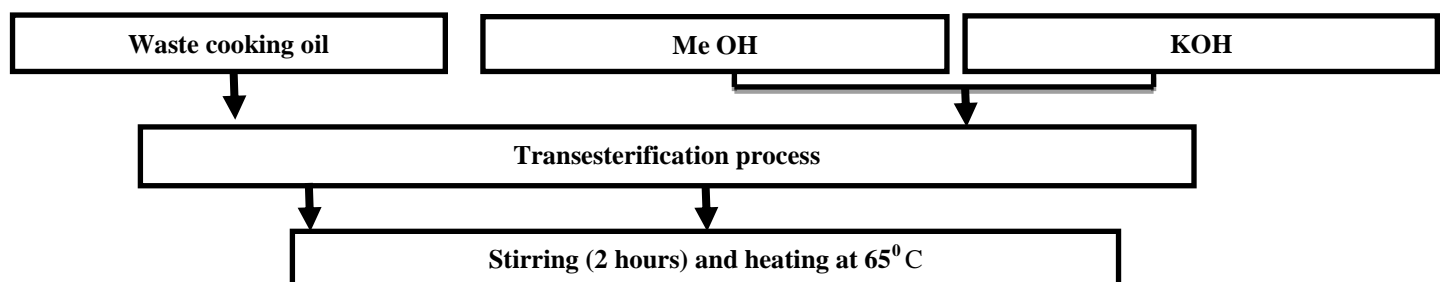 Waste cooking oil
Me OH
KOH
Transesterification process
Stirring (2 hours) and heating at 65⁰ C